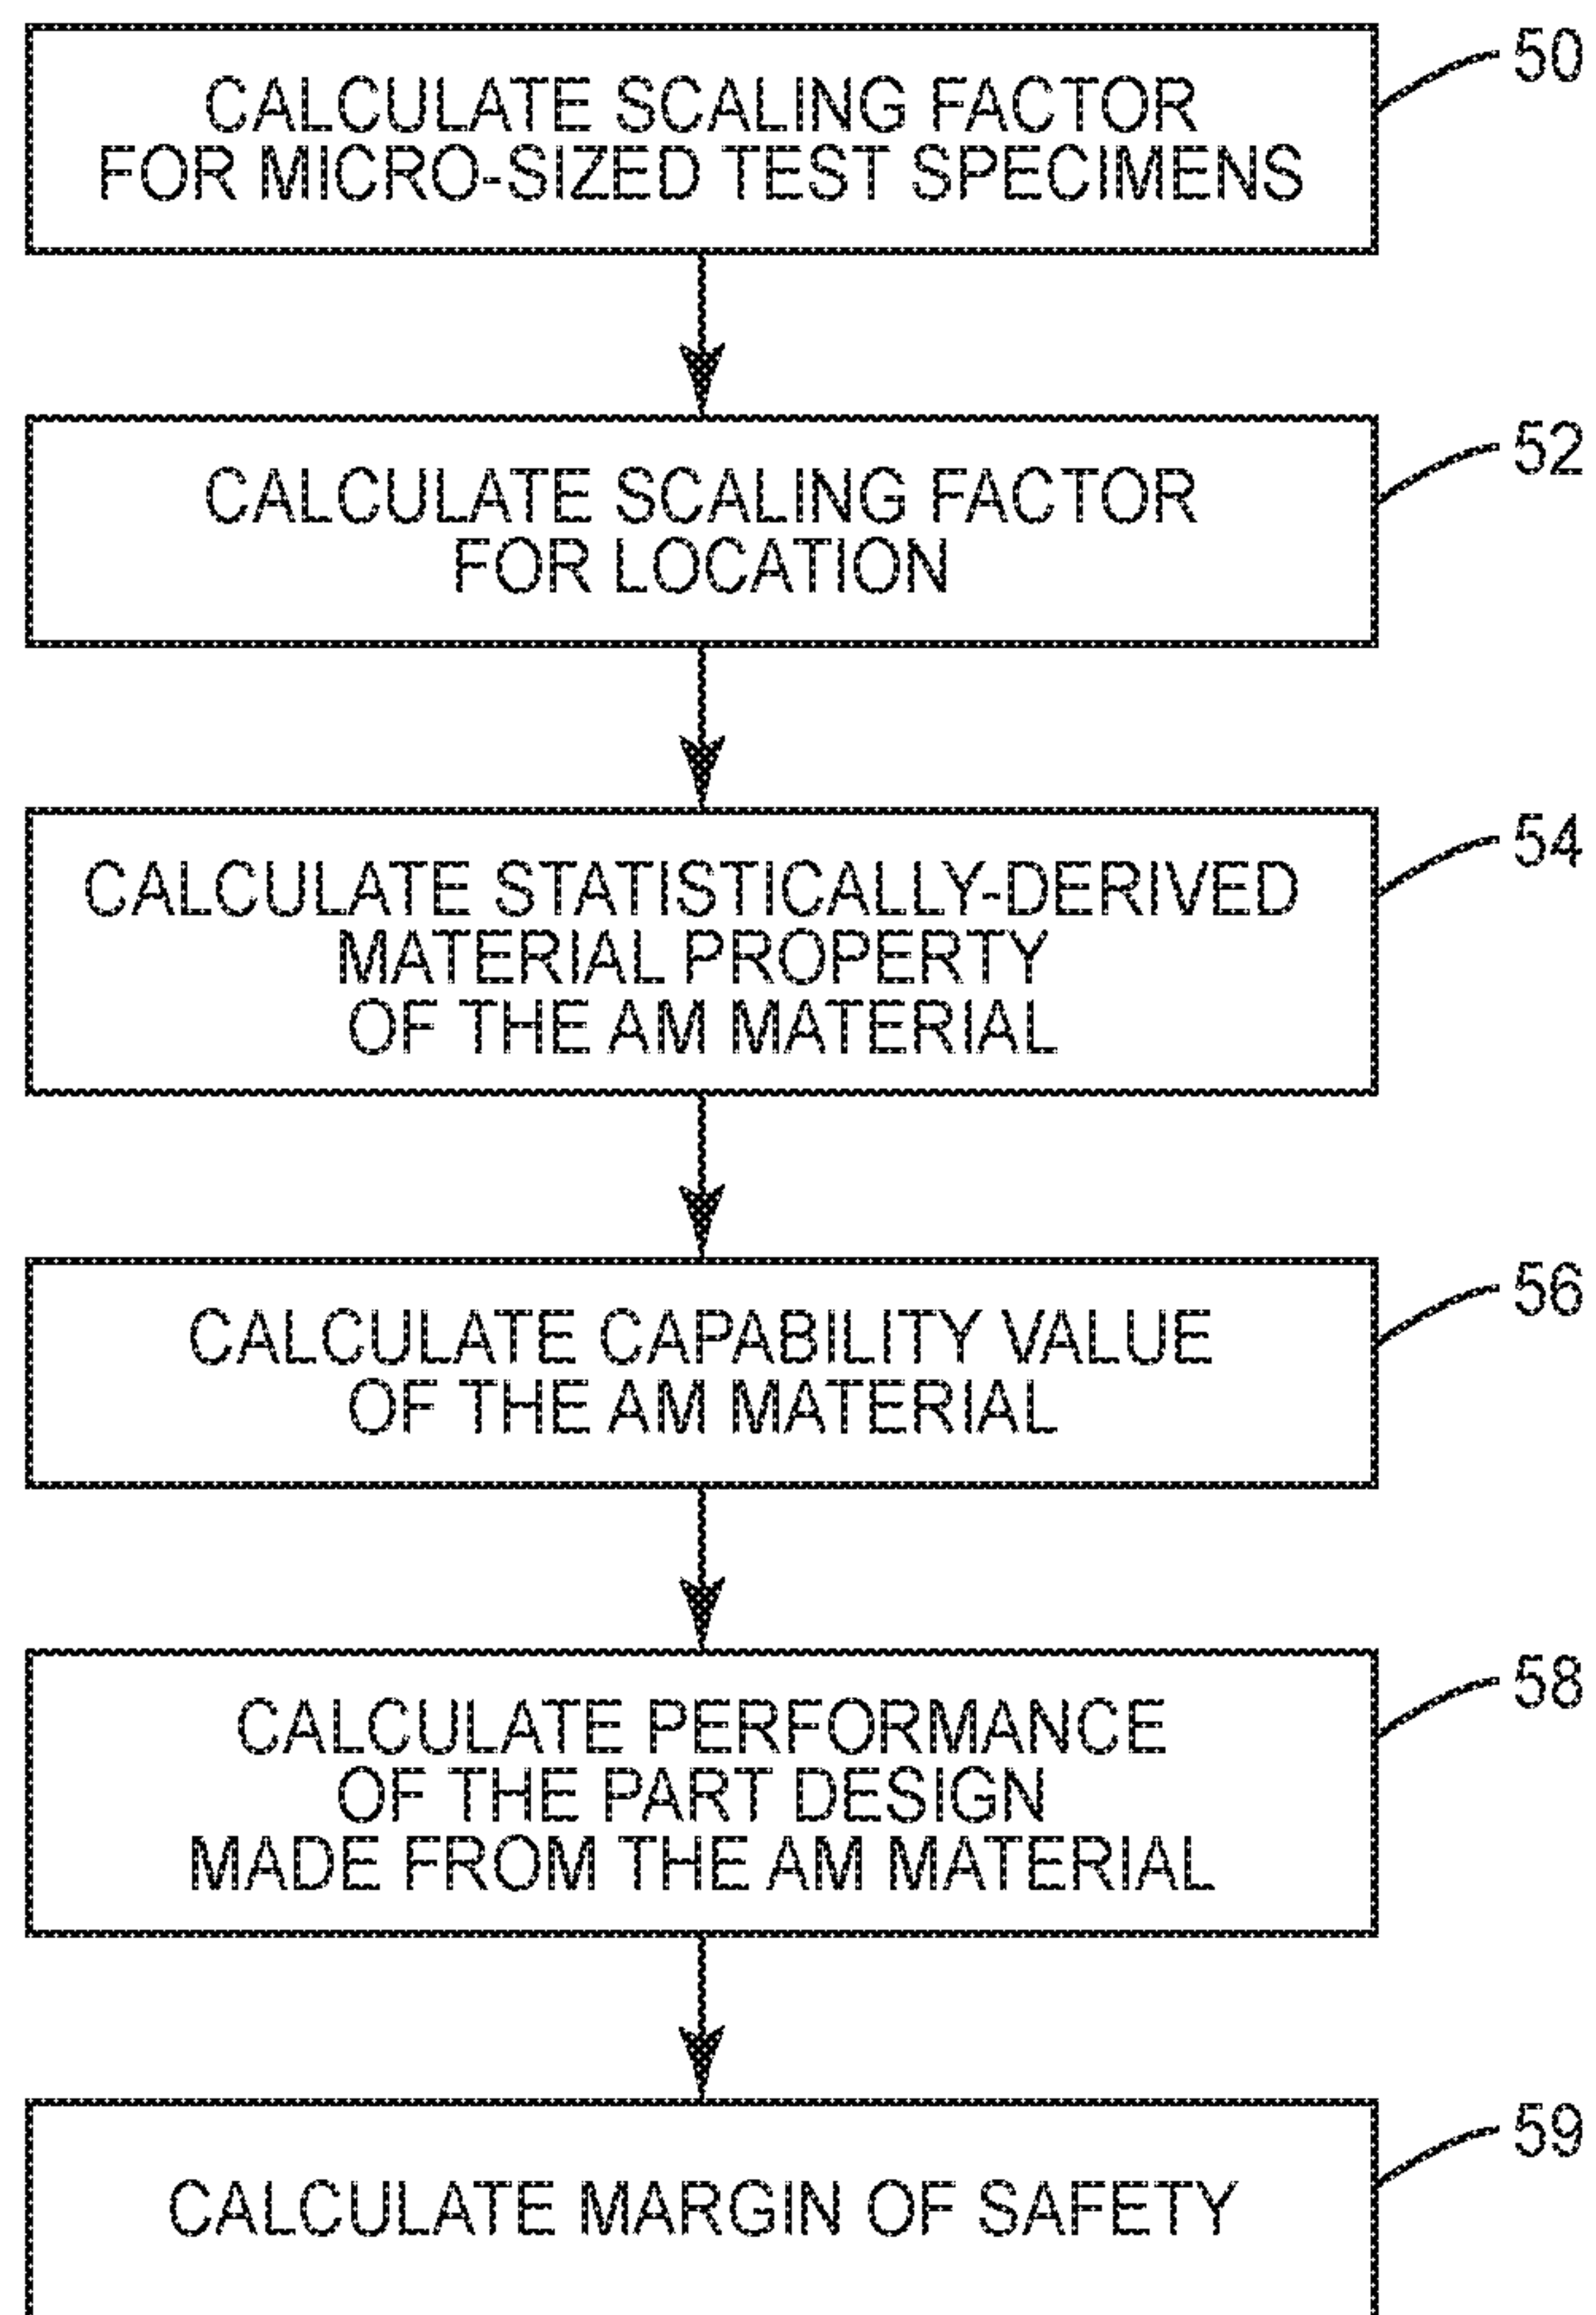 50
CALCULATE SCALING FACTOR
FOR MICRO-SIZED TEST SPECIMENS
52
CALCULATE SCALING FACTOR
FOR LOCATION
54
CALCULATE STATISTICALLY-DERIVED
MATERIAL PROPERTY
OF THE AM MATERIAL
56
CALCULATE CAPABILITY VALUE
OF THE AM MATERIAL
58
CALCULATE PERFORMANCE
OF THE PART DESIGN
MADE FROM THE AM MATERIAL
59
CALCULATE MARGIN OF SAFETY